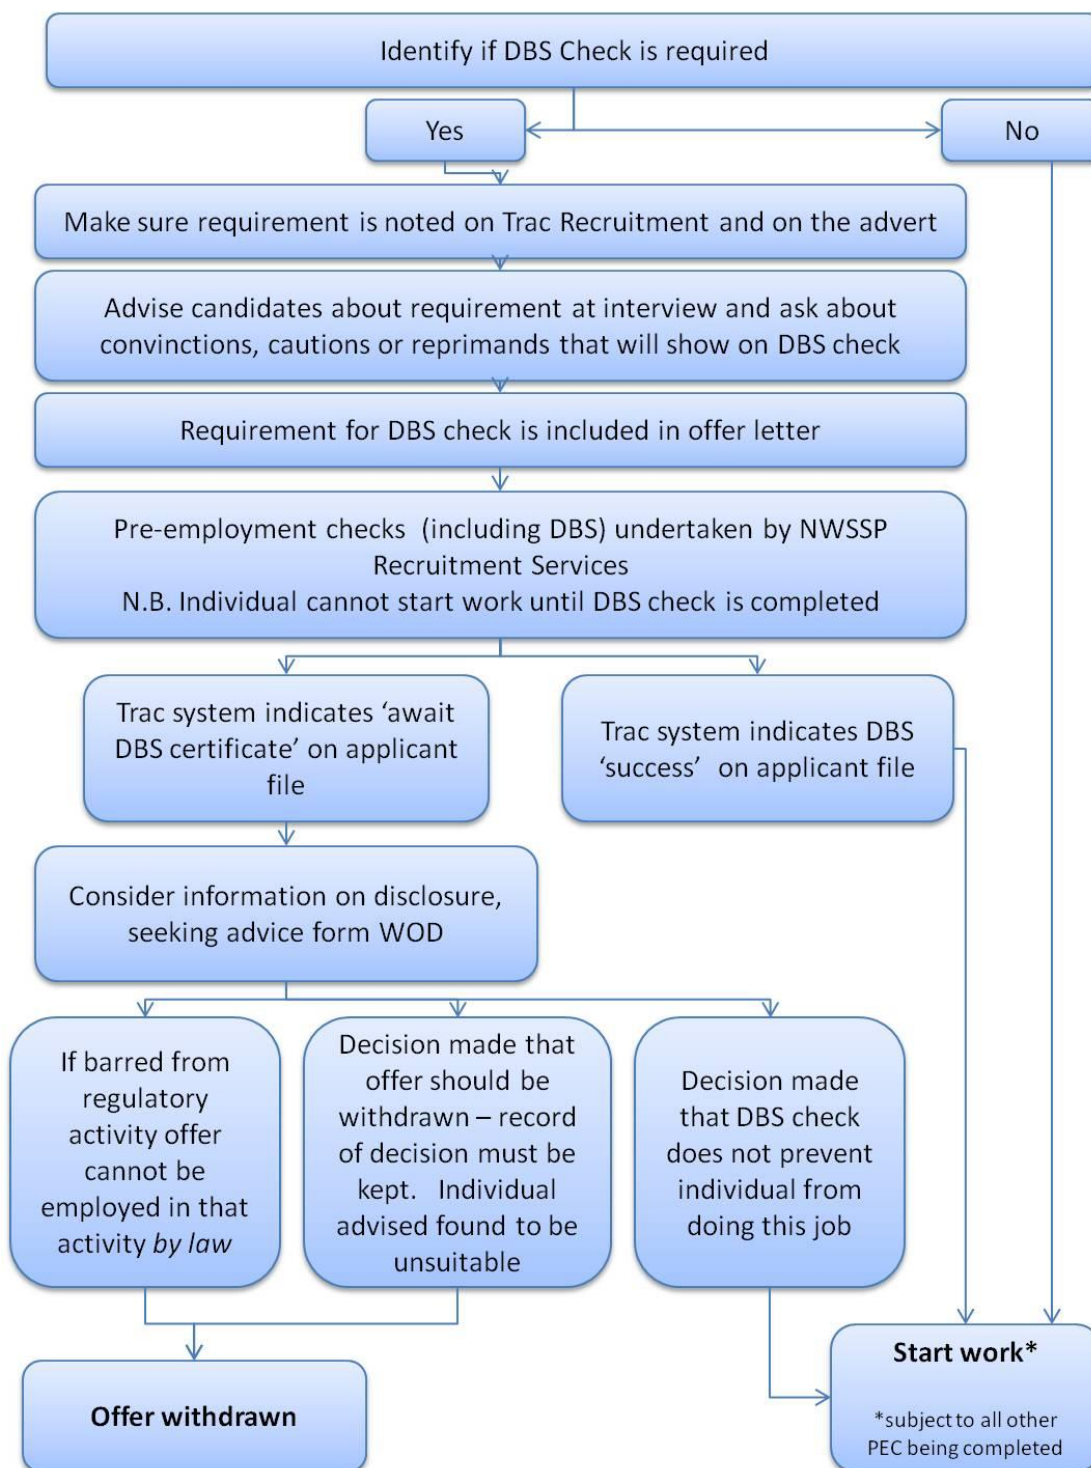 Identify if DBS Check is required
Yes
No
Make sure requirement is noted on Trac Recruitment and on the advert
Advise candidates about requirement at interview and ask about
convinctions, cautions or reprimands that will show on DBS check
Requirement for DBS check is included in offer letter
Pre-employment checks (including DBS) undertaken by NWSSP
Recruitment Services
N.B. Individual cannot start work until DBS check is completed
Trac system indicates ‘await
DBS certificate’ on applicant
file
Trac system indicates DBS
‘success’ on applicant file
Consider information on disclosure,
seeking advice form WOD
If barred from
regulatory
activity offer
cannot be
employed in that
activity by law
Decision made that
offer should be
withdrawn – record
of decision must be
kept. Individual
advised found to be
unsuitable
Decision made
that DBS check
does not prevent
individual from
doing this job
Offer withdrawn
Start work*
*subject to all other
PEC being completed